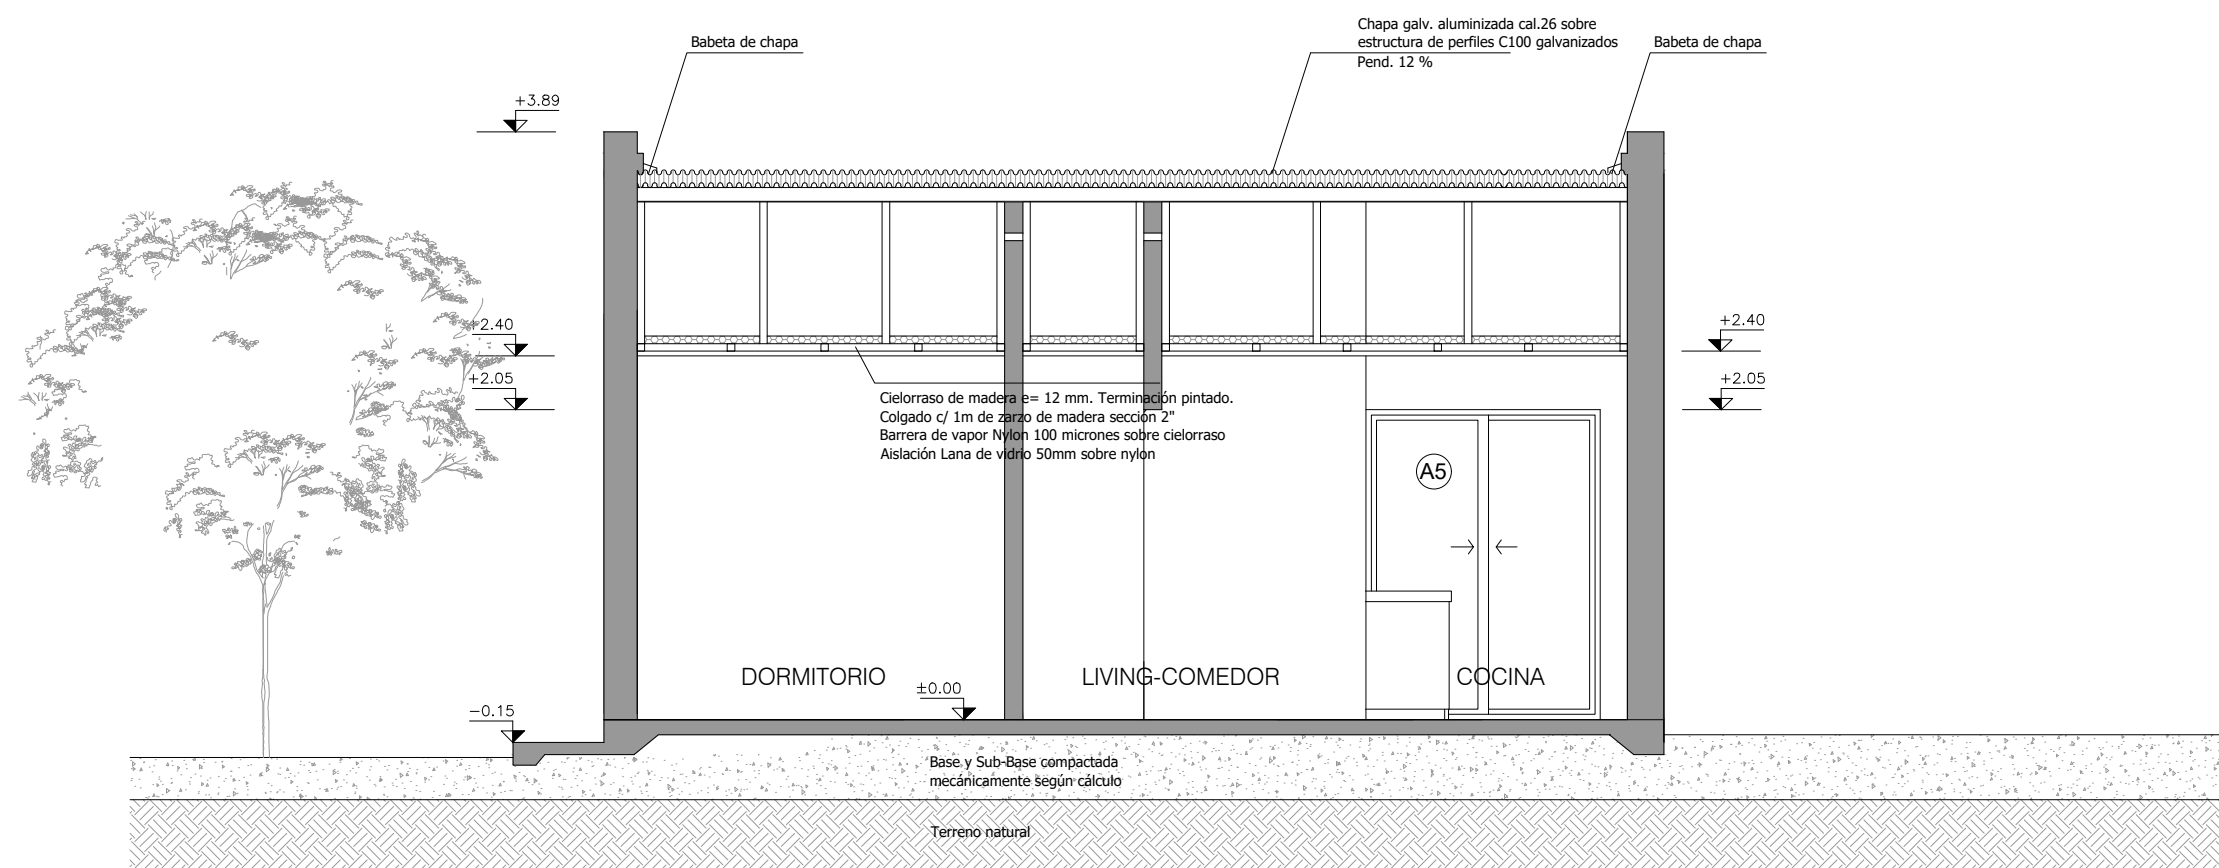 Chapa galv. aluminizada cal.26 sobre
estructura de perfiles C100 galvanizados
Pend. 12 %
Babeta de chapa
Babeta de chapa
+3.89
+2.40
+2.40
+2.05
+2.05
Cielorraso de madera e= 12 mm. Terminación pintado.
Colgado c/ 1m de zarzo de madera sección 2"
Barrera de vapor Nylon 100 micrones sobre cielorraso
Aislación Lana de vidrio 50mm sobre nylon
A5
DORMITORIO
LIVING-COMEDOR
COCINA
±0.00
−0.15
Base y Sub-Base compactada
mecánicamente según cálculo
Terreno natural